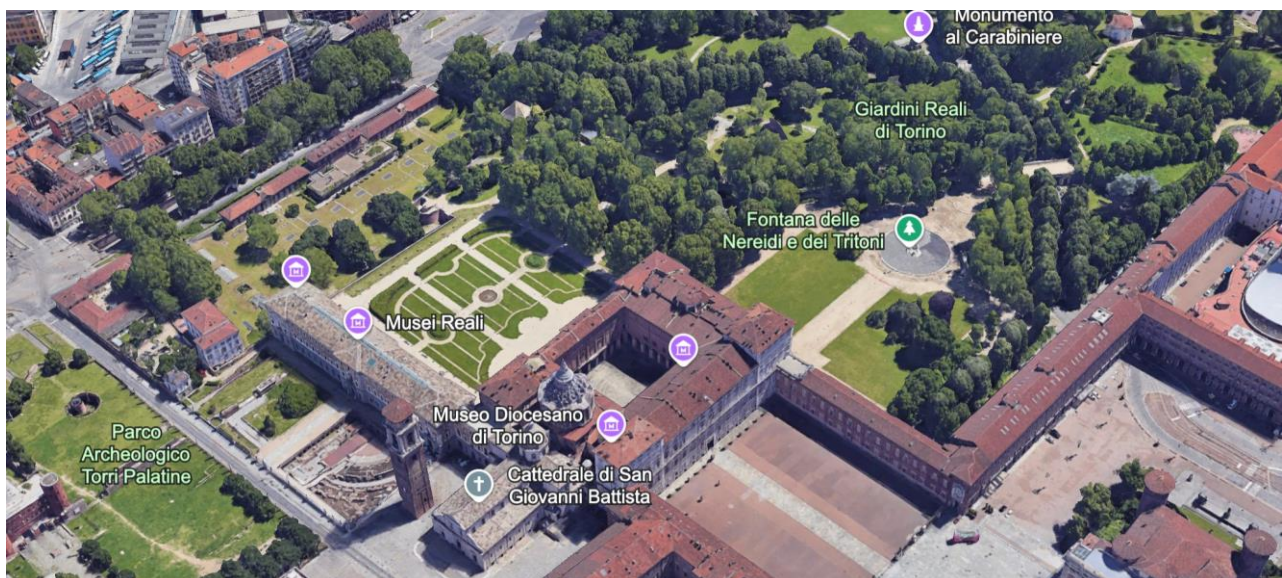 Monumento
al Carabiniere
Giardini Reali
di Torino
Fontana delle
Nereidi e dei Tritoni
Musei Reali
Museo Diocesano
di Torino
Parco
Archeologico
Torri Palatine
Cattedrale di San
Giovanni Battista